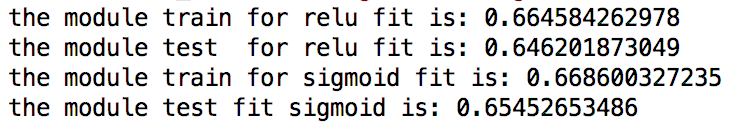 the module train for relu fit is: 0.664584262978
the module test  for relu fit is: 0.646201873049
the module train for sigmoid fit is: 0.668600327235
the module test fit sigmoid is: 0.65452653486